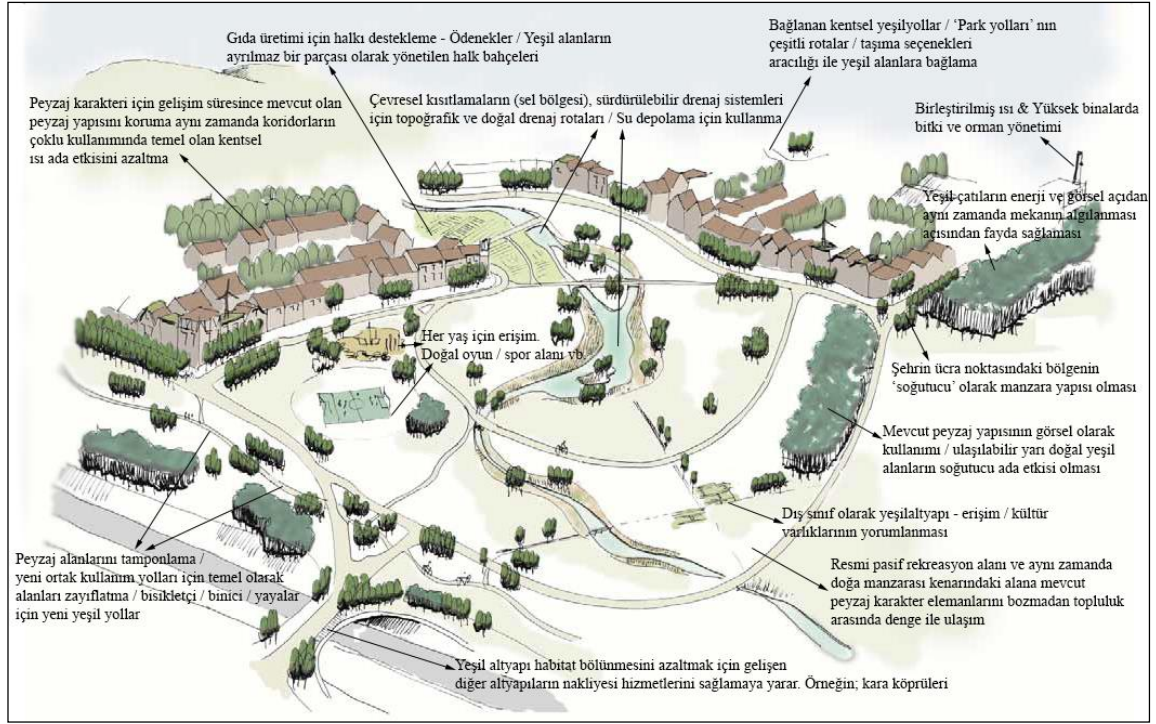 Gıda üretimi için halkı destekleme - Ödenekler / Yeşil alanların
ayrılmaz bir parçası olarak yönetilen halk bahçeleri
Bağlanan kentsel yeşilyollar / ‘Park yolları’ nın
çeşitli rotalar / taşıma seçenekleri
aracılığı ile yeşil alanlara bağlama
Peyzaj karakteri için gelişim süresince mevcut olan
peyzaj yapısını koruma aynı zamanda koridorların
çoklu kullanımında temel olan kentsel
ısı ada etkisini azaltma
Çevresel kısıtlamaların (sel bölgesi), sürdürülebilir drenaj sistemleri
için topoğrafik ve doğal drenaj rotaları / Su depolama için kullanma
Birleştirilmiş ısı & Yüksek binalarda
bitki ve orman yönetimi
Yeşil çatıların enerji ve görsel açıdan
aynı zamanda mekanın algılanması
açısından fayda sağlaması
Her yaş için erişim.
Doğal oyun / spor alanı vb.
Şehrin ücra noktasındaki bölgenin
‘soğutucu’ olarak manzara yapısı olması
Mevcut peyzaj yapısının görsel olarak
kullanımı / ulaşılabilir yarı doğal yeşil
alanların soğutucu ada etkisi olması
Dış sınıf olarak yeşilaltyapı - erişim / kültür
varlıklarının yorumlanması
Peyzaj alanlarını tamponlama /
yeni ortak kullanım yolları için temel olarak
alanları zayıflatma / bisikletçi / binici / yayalar
için yeni yeşil yollar
Resmi pasif rekreasyon alanı ve aynı zamanda
doğa manzarası kenarındaki alana mevcut
peyzaj karakter elemanlarını bozmadan topluluk
arasında denge ile ulaşım
Yeşil altyapı habitat bölünmesini azaltmak için gelişen
diğer altyapıların nakliyesi hizmetlerini sağlamaya yarar. Örneğin; kara köprüleri